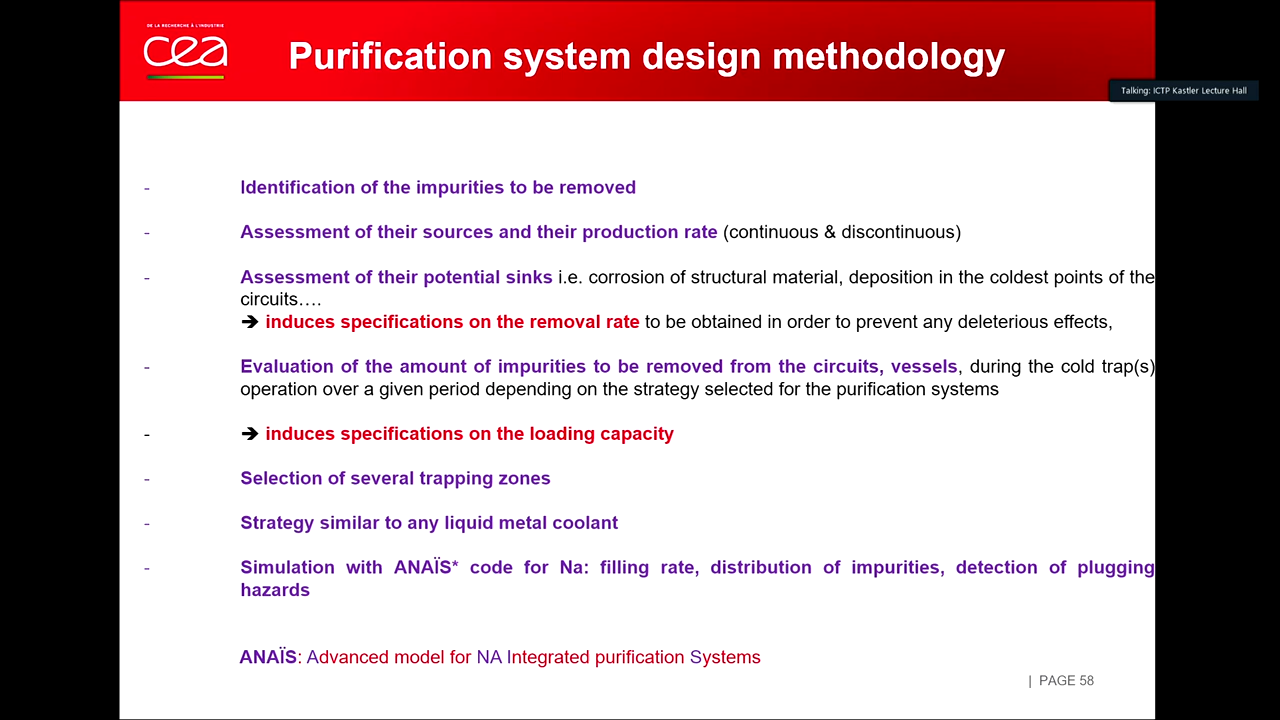 DE LA RECHERCHE À L'INDUSTRIE
cea
Purification system design methodology
Talking: ICTP Kastler Lecture Hall
- Identification of the impurities to be removed
- Assessment of their sources and their production rate (continuous & discontinuous)
- Assessment of their potential sinks i.e. corrosion of structural material, deposition in the coldest points of the
circuits….
➔ induces specifications on the removal rate to be obtained in order to prevent any deleterious effects,
- Evaluation of the amount of impurities to be removed from the circuits, vessels, during the cold trap(s)
operation over a given period depending on the strategy selected for the purification systems
- ➔ induces specifications on the loading capacity
- Selection of several trapping zones
- Strategy similar to any liquid metal coolant
- Simulation with ANAÏS* code for Na: filling rate, distribution of impurities, detection of plugging
hazards
ANAÏS: Advanced model for NA Integrated purification Systems
| PAGE 58